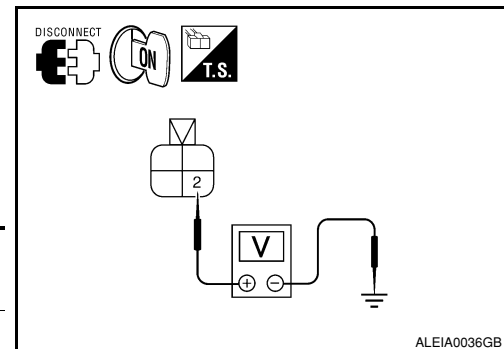 DISCONNECT
ON
T.S.
2
V
+ −
ALEIA0036GB